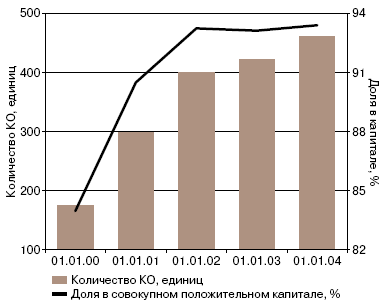 500
400
300
200
100
Количество КО, единиц
94
91
88
85
82
Доля в капитале, %
01.01.00 01.01.01 01.01.02 01.01.03 01.01.04
Количество КО, единиц
Доля в совокупном положительном капитале, %